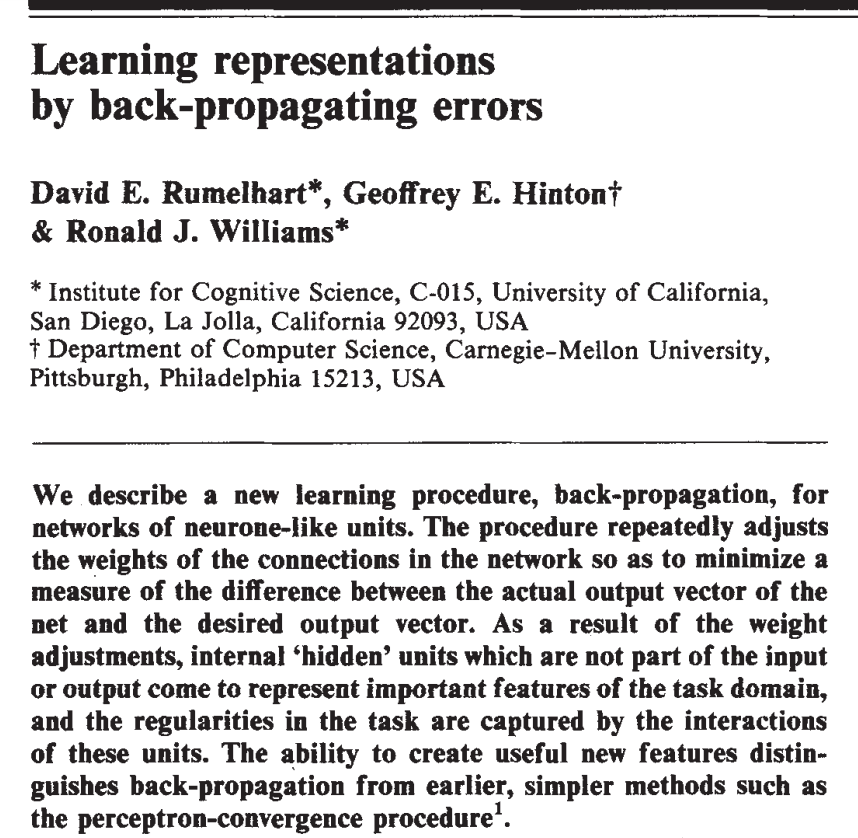 Learning representations
by back-propagating errors
David E. Rumelhart*, Geoffrey E. Hinton†
& Ronald J. Williams*
* Institute for Cognitive Science, C-015, University of California,
San Diego, La Jolla, California 92093, USA
† Department of Computer Science, Carnegie-Mellon University,
Pittsburgh, Philadelphia 15213, USA
We describe a new learning procedure, back-propagation, for
networks of neurone-like units. The procedure repeatedly adjusts
the weights of the connections in the network so as to minimize a
measure of the difference between the actual output vector of the
net and the desired output vector. As a result of the weight
adjustments, internal ‘hidden’ units which are not part of the input
or output come to represent important features of the task domain,
and the regularities in the task are captured by the interactions
of these units. The ability to create useful new features distin-
guishes back-propagation from earlier, simpler methods such as
the perceptron-convergence procedure¹.